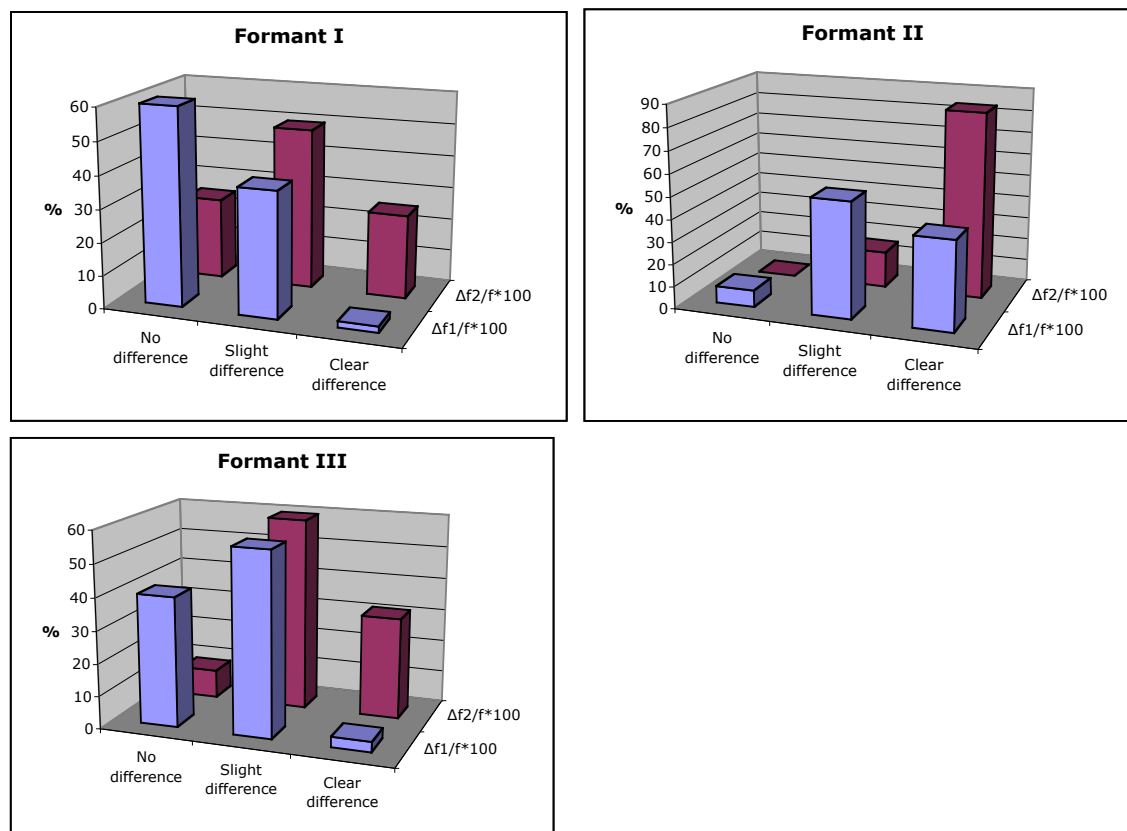 Formant I
60
50
40
30
20
10
0
%
No
difference
Slight
difference
Clear
difference
Δf2/f*100
Δf1/f*100
Formant II
90
80
70
60
50
40
30
20
10
0
%
No
difference
Slight
difference
Clear
difference
Δf2/f*100
Δf1/f*100
Formant III
60
50
40
30
20
10
0
%
No
difference
Slight
difference
Clear
difference
Δf2/f*100
Δf1/f*100